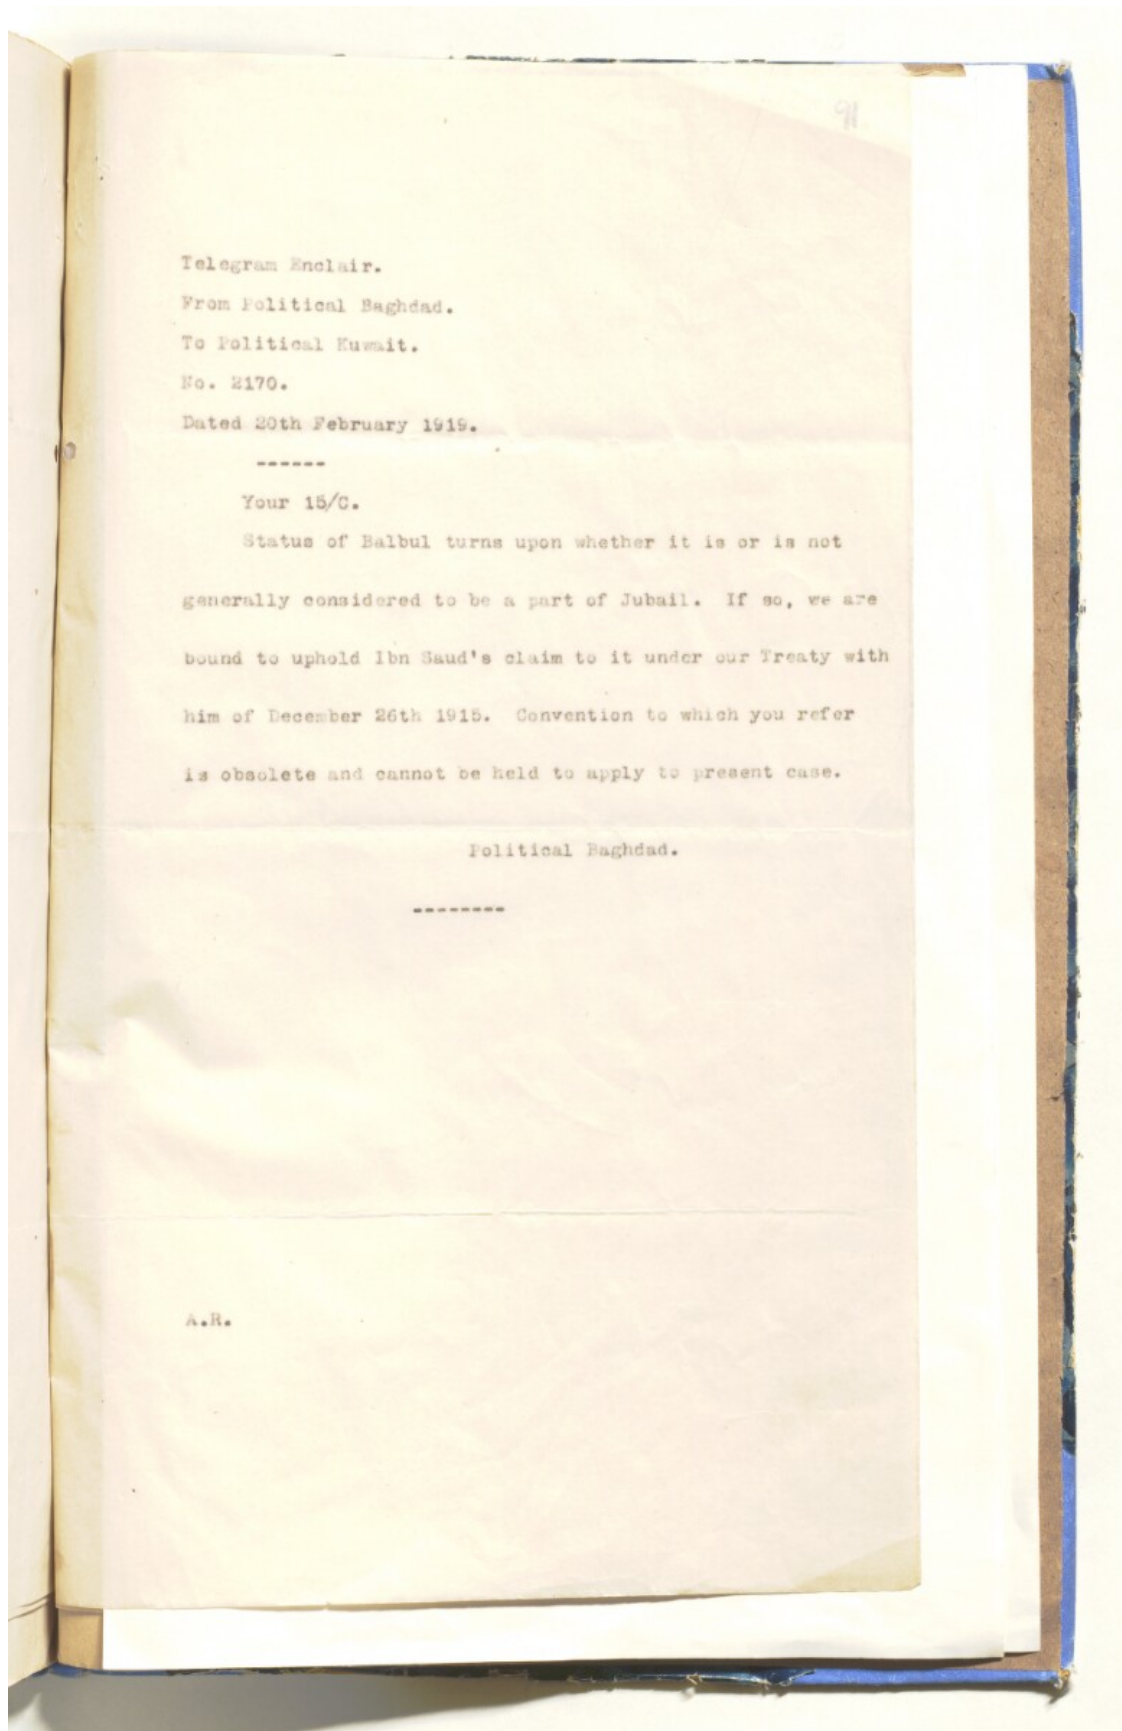 91
Telegram Enclair.
From Political Baghdad.
To Political Kuwait.
No. 2170.
Dated 20th February 1919.
------
Your 15/C.
Status of Balbul turns upon whether it is or is not
generally considered to be a part of Jubail. If so, we are
bound to uphold Ibn Saud's claim to it under our Treaty with
him of December 26th 1915. Convention to which you refer
is obsolete and cannot be held to apply to present case.
Political Baghdad.
--------
A.R.